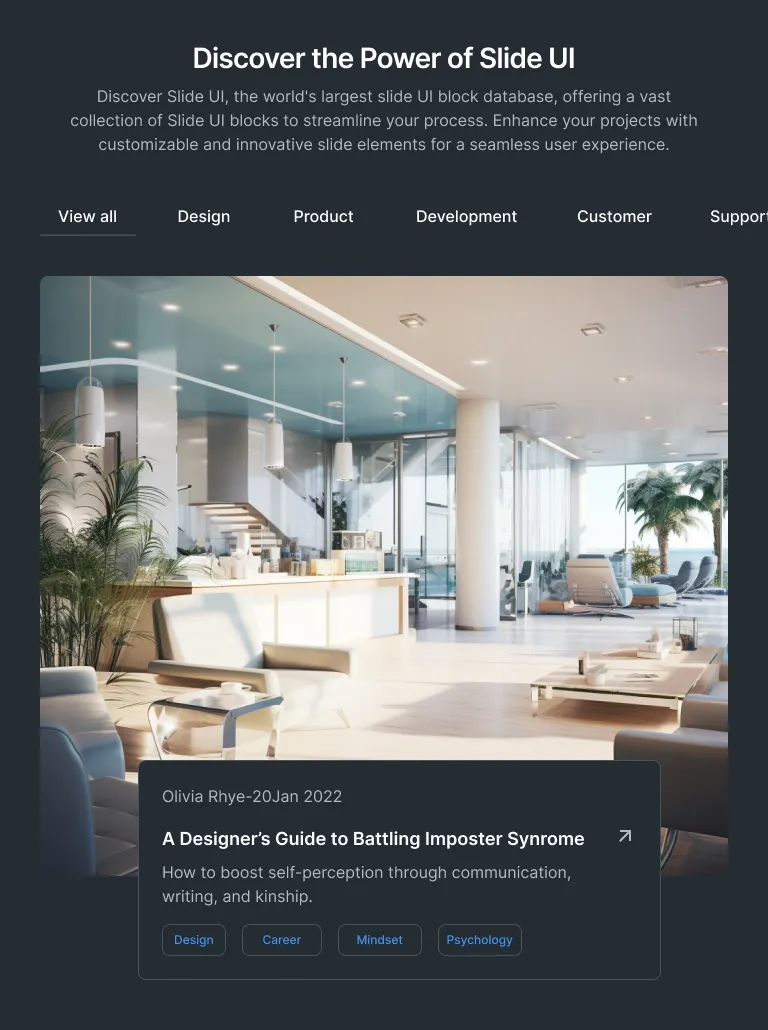 Discover the Power of Slide UI
Discover Slide UI, the world's largest slide UI block database, offering a vast
collection of Slide UI blocks to streamline your process. Enhance your projects with
customizable and innovative slide elements for a seamless user experience.
View all Design Product Development Customer Support
Olivia Rhye-20Jan 2022
A Designer’s Guide to Battling Imposter Synrome
How to boost self-perception through communication,
writing, and kinship.
Design Career Mindset Psychology